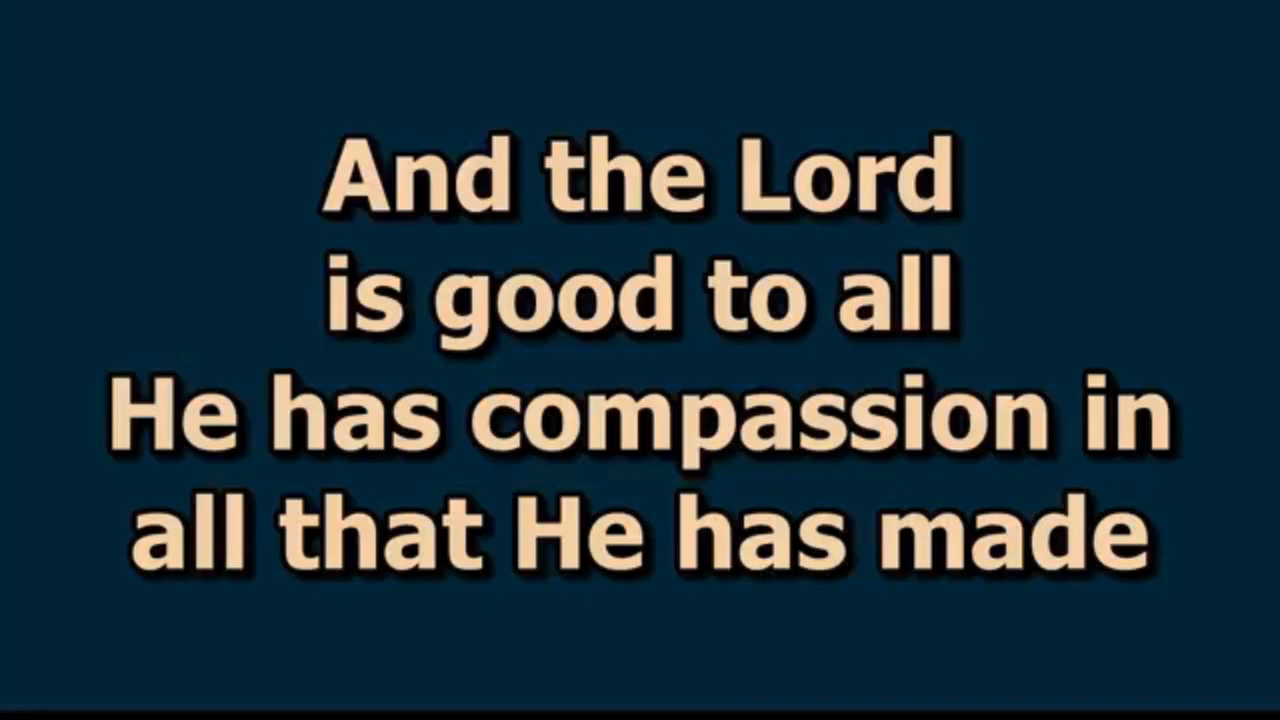 And the Lord
is good to all
He has compassion in
all that He has made